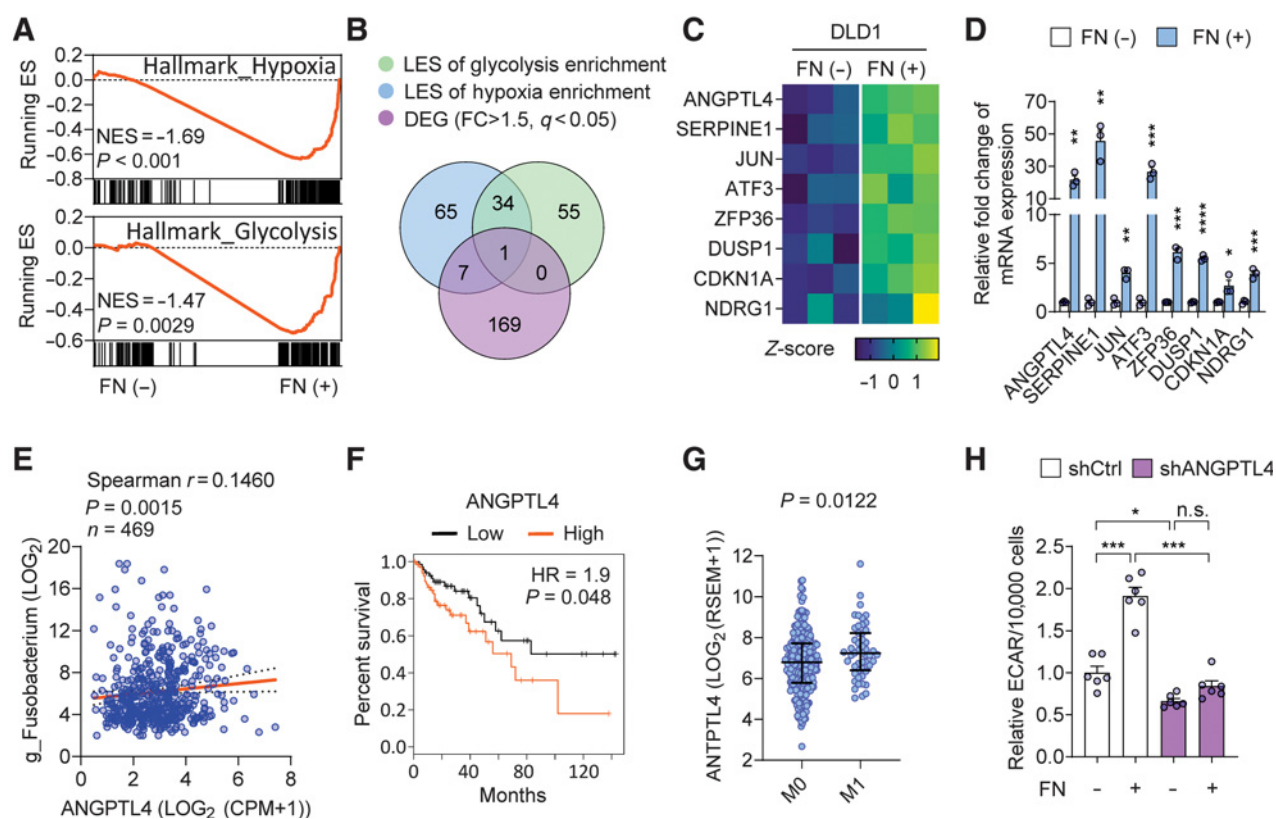 A
Hallmark_Hypoxia
Running ES
0.2
0.0
−0.2
−0.4
−0.6
−0.8
NES = −1.69
P < 0.001
Hallmark_Glycolysis
Running ES
0.2
0.0
−0.2
−0.4
−0.6
NES = −1.47
P = 0.0029
FN (−) FN (+)
B
LES of glycolysis enrichment
LES of hypoxia enrichment
DEG (FC>1.5, q < 0.05)
65 34 55
7 1 0
169
C
DLD1
FN (−) FN (+)
ANGPTL4
SERPINE1
JUN
ATF3
ZFP36
DUSP1
CDKN1A
NDRG1
Z-score
−1 0 1
D
FN (−) FN (+)
Relative fold change of
mRNA expression
70
50
30
10
5
0
** ** ** *** *** **** * ***
ANGPTL4
SERPINE1
JUN
ATF3
ZFP36
DUSP1
CDKN1A
NDRG1
E
Spearman r = 0.1460
P = 0.0015
n = 469
g_Fusobacterium (LOG2)
20
16
12
8
4
0
0 2 4 6 8
ANGPTL4 (LOG2 (CPM+1))
F
ANGPTL4
Low High
HR = 1.9
P = 0.048
Percent survival
1.0
0.8
0.6
0.4
0.2
0.0
0 40 80 120
Months
G
P = 0.0122
ANTPTL4 (LOG2 (RSEM+1))
12
10
8
6
4
2
0
M0 M1
H
shCtrl shANGPTL4
n.s.
*
*** ***
Relative ECAR/10,000 cells
2.5
2.0
1.5
1.0
0.5
0.0
FN − + − +